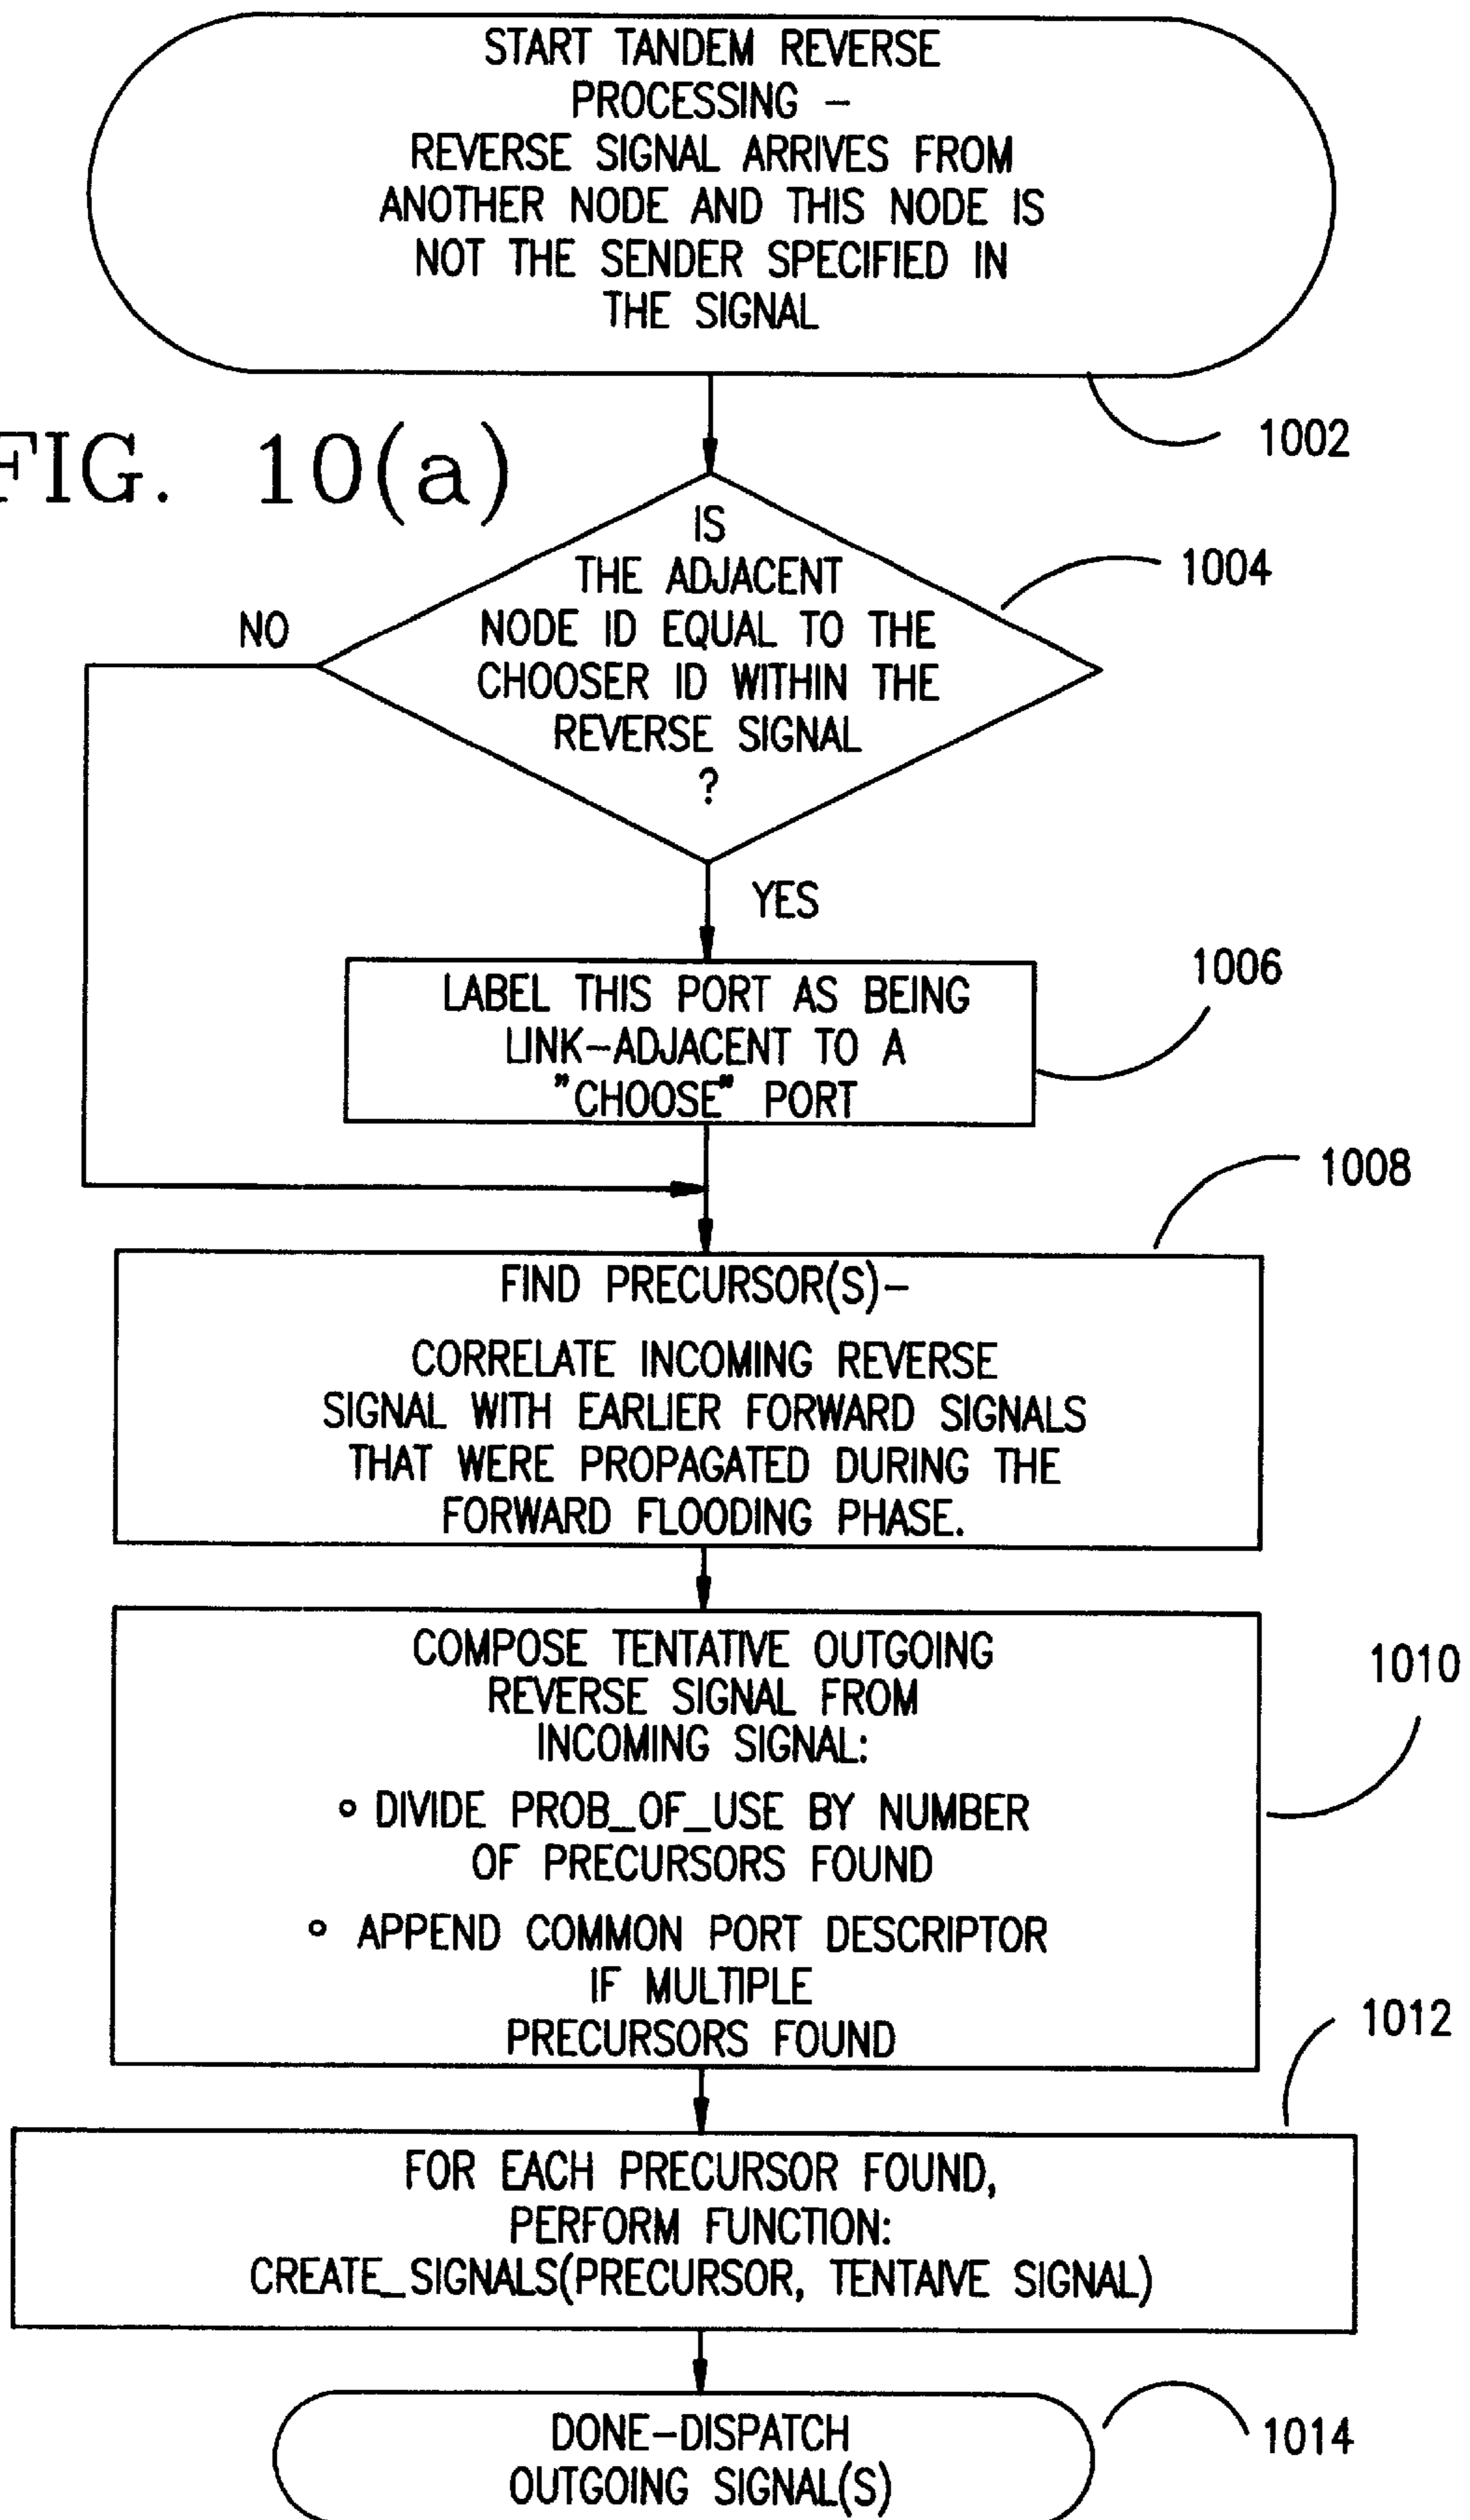 START TANDEM REVERSE
PROCESSING –
REVERSE SIGNAL ARRIVES FROM
ANOTHER NODE AND THIS NODE IS
NOT THE SENDER SPECIFIED IN
THE SIGNAL
1002
FIG. 10(a)
IS
THE ADJACENT
NODE ID EQUAL TO THE
CHOOSER ID WITHIN THE
REVERSE SIGNAL
?
1004
NO
YES
LABEL THIS PORT AS BEING
LINK–ADJACENT TO A
"CHOOSE" PORT
1006
1008
FIND PRECURSOR(S)–
CORRELATE INCOMING REVERSE
SIGNAL WITH EARLIER FORWARD SIGNALS
THAT WERE PROPAGATED DURING THE
FORWARD FLOODING PHASE.
COMPOSE TENTATIVE OUTGOING
REVERSE SIGNAL FROM
INCOMING SIGNAL:
1010
∘ DIVIDE PROB_OF_USE BY NUMBER
OF PRECURSORS FOUND
∘ APPEND COMMON PORT DESCRIPTOR
IF MULTIPLE
PRECURSORS FOUND
1012
FOR EACH PRECURSOR FOUND,
PERFORM FUNCTION:
CREATE_SIGNALS(PRECURSOR, TENTAIVE SIGNAL)
DONE–DISPATCH
OUTGOING SIGNAL(S)
1014